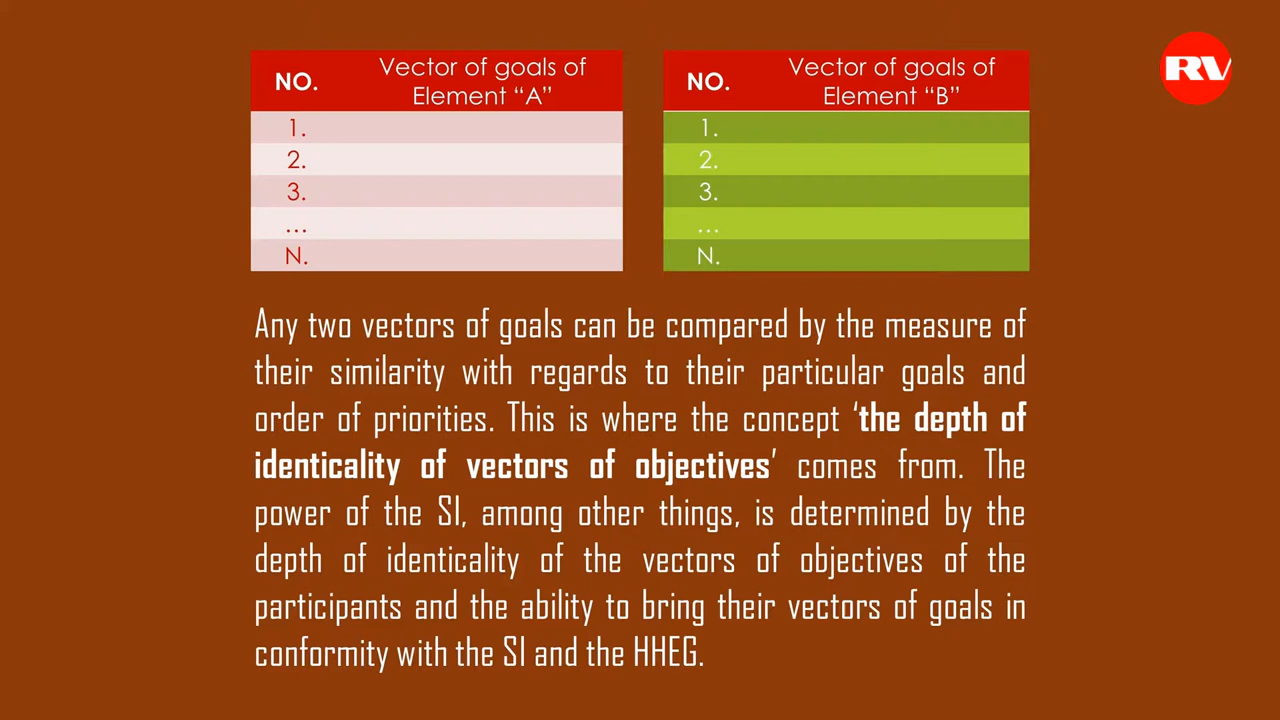 NO.
Vector of goals of
Element “A”
1.
2.
3.
...
N.
NO.
Vector of goals of
Element “B”
1.
2.
3.
...
N.
RV
Any two vectors of goals can be compared by the measure of
their similarity with regards to their particular goals and
order of priorities. This is where the concept ‘the depth of
identicality of vectors of objectives’ comes from. The
power of the SI, among other things, is determined by the
depth of identicality of the vectors of objectives of the
participants and the ability to bring their vectors of goals in
conformity with the SI and the HHEG.